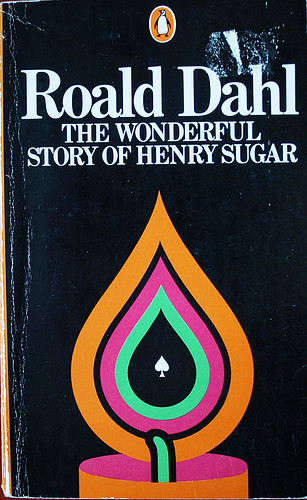 Roald Dahl
THE WONDERFUL
STORY OF HENRY SUGAR